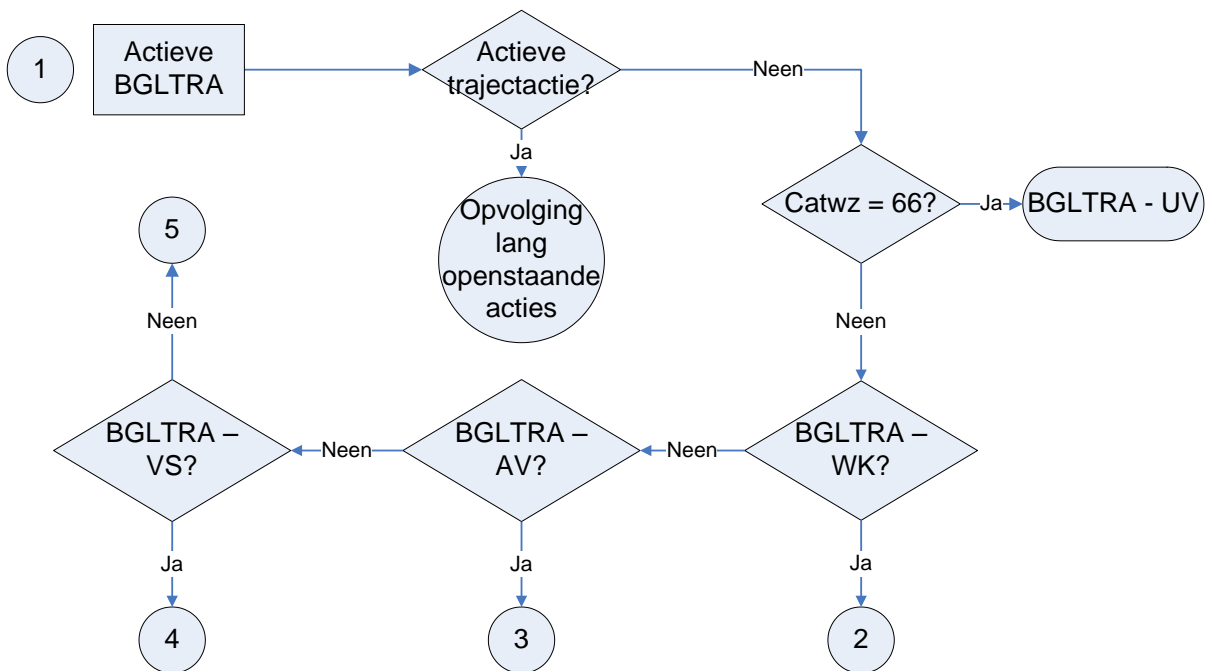 1
Actieve
BGLTRA
Actieve
trajectactie?
Neen
Ja
Opvolging
lang
openstaande
acties
Catwz = 66?
Ja
BGLTRA - UV
Neen
BGLTRA –
WK?
Ja
2
Neen
BGLTRA –
AV?
Ja
3
Neen
BGLTRA –
VS?
Ja
4
Neen
5